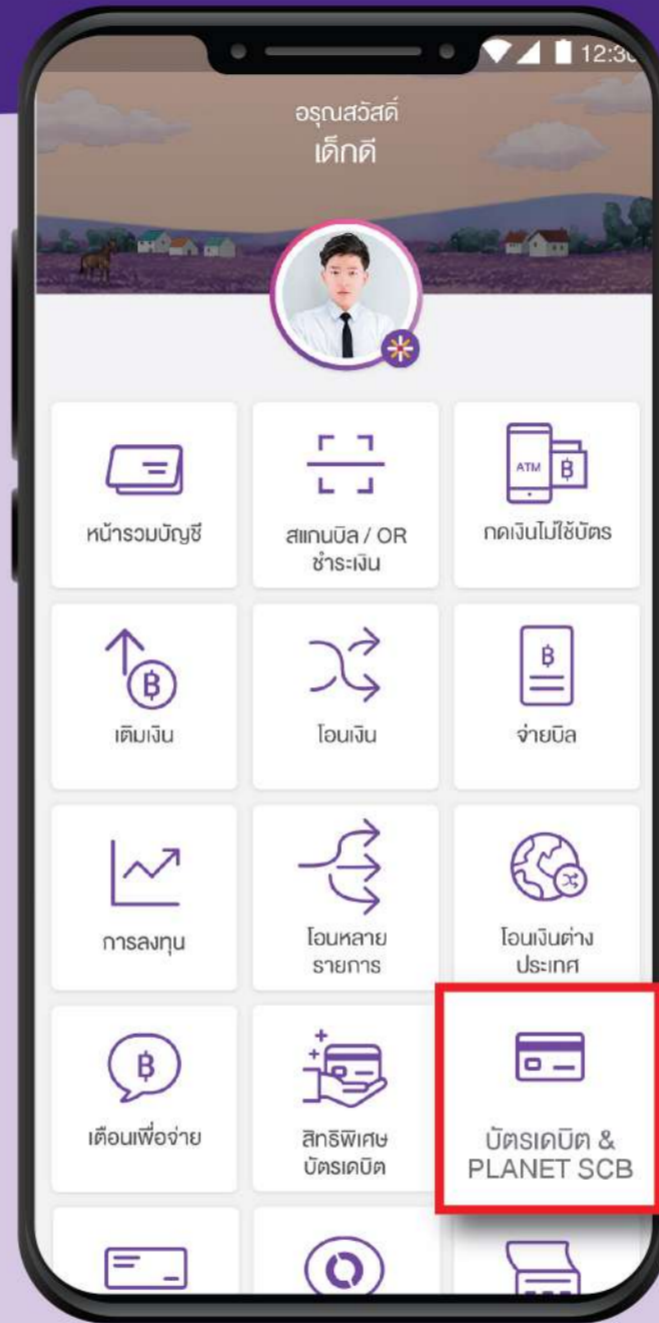 12:30
อรุณสวัสดิ์
เด็กดี
หน้ารวมบัญชี
สแกนบิล / QR
ชำระเงิน
ATM
฿
กดเงินไม่ใช้บัตร
฿
เติมเงิน
โอนเงิน
฿
จ่ายบิล
การลงทุน
โอนหลาย
รายการ
โอนเงินต่าง
ประเทศ
฿
เตือนเพื่อจ่าย
สิทธิพิเศษ
บัตรเดบิต
บัตรเดบิต &
PLANET SCB